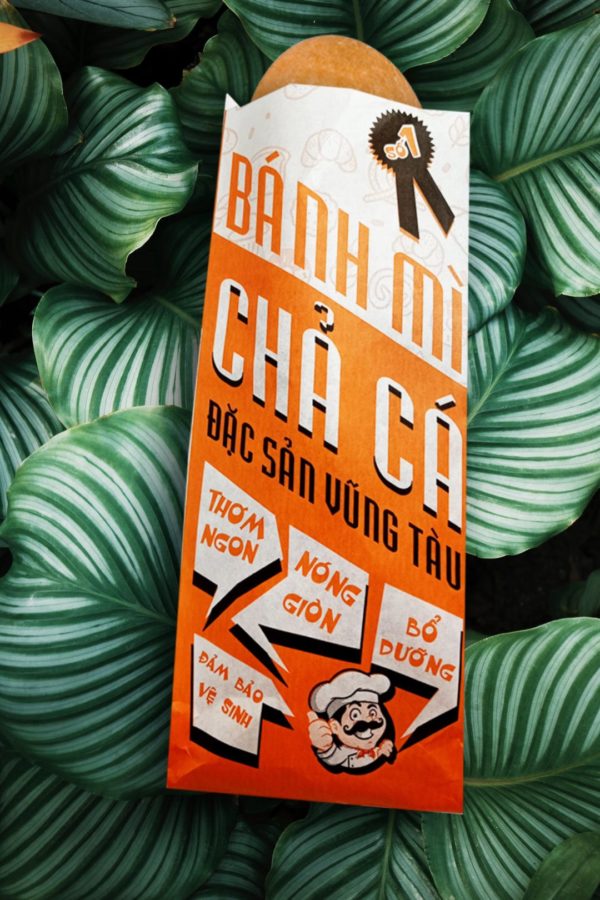 SỐ 1
BÁNH MÌ
CHẢ CÁ
ĐẶC SẢN VŨNG TÀU
THƠM
NGON
NÓNG
GIÒN
BỔ
DƯỠNG
ĐẢM BẢO
VỆ SINH